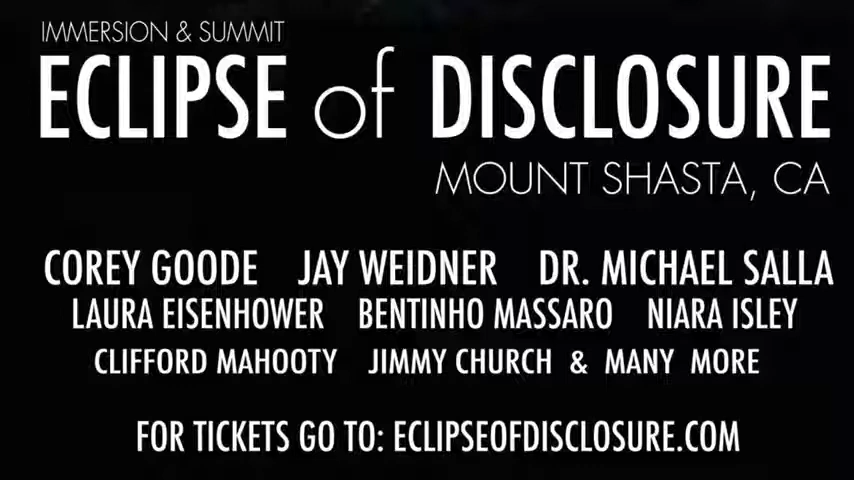 IMMERSION & SUMMIT
ECLIPSE of DISCLOSURE
MOUNT SHASTA, CA
COREY GOODE JAY WEIDNER DR. MICHAEL SALLA
LAURA EISENHOWER BENTINHO MASSARO NIARA ISLEY
CLIFFORD MAHOOTY JIMMY CHURCH & MANY MORE
FOR TICKETS GO TO: ECLIPSEOFDISCLOSURE.COM